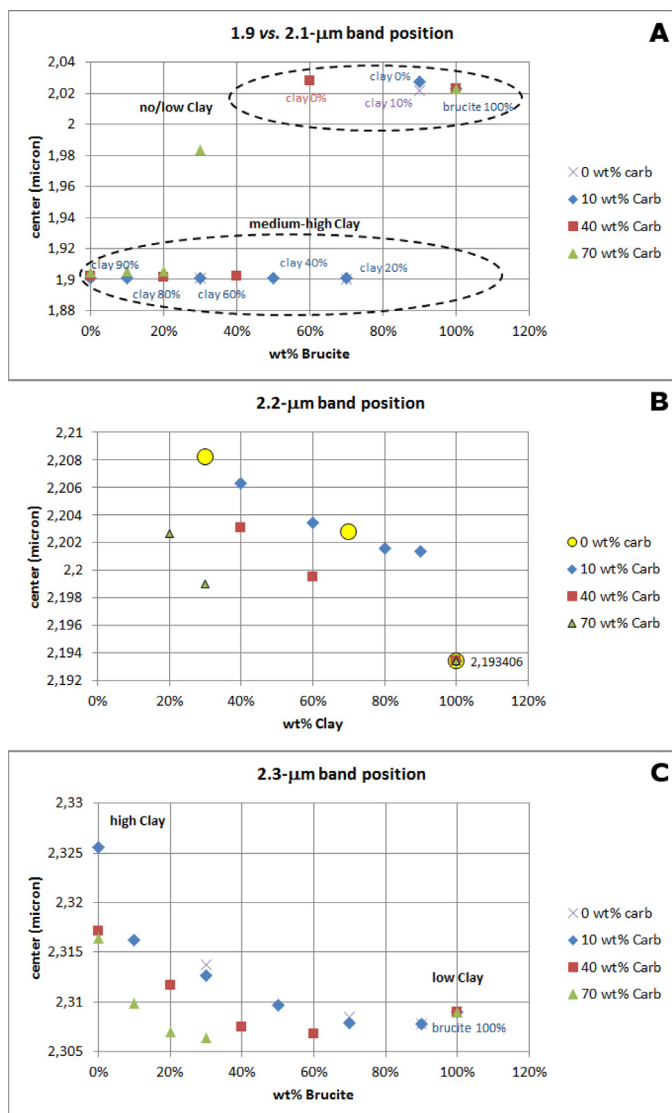 1.9 vs. 2.1-μm band position
A
2,04
2,02
2
1,98
1,96
1,94
1,92
1,9
1,88
center (micron)
no/low Clay
clay 0%
clay 0%
clay 10%
brucite 100%
medium-high Clay
clay 90%
clay 80%
clay 60%
clay 40%
clay 20%
0% 20% 40% 60% 80% 100% 120%
wt% Brucite
0 wt% carb
10 wt% Carb
40 wt% Carb
70 wt% Carb
2.2-μm band position
B
2,21
2,208
2,206
2,204
2,202
2,2
2,198
2,196
2,194
2,192
center (micron)
2,193406
0% 20% 40% 60% 80% 100% 120%
wt% Clay
0 wt% carb
10 wt% Carb
40 wt% Carb
70 wt% Carb
2.3-μm band position
C
2,33
2,325
2,32
2,315
2,31
2,305
center (micron)
high Clay
low Clay
brucite 100%
0% 20% 40% 60% 80% 100% 120%
wt% Brucite
0 wt% carb
10 wt% Carb
40 wt% Carb
70 wt% Carb